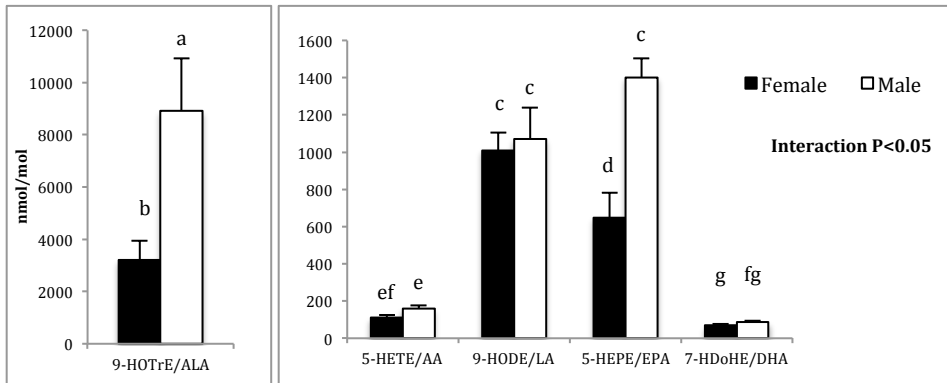 nmol/mol
12000
10000
8000
6000
4000
2000
0
a
b
9-HOTrE/ALA
1600
1400
1200
1000
800
600
400
200
0
ef
e
c
c
d
c
g
fg
5-HETE/AA
9-HODE/LA
5-HEPE/EPA
7-HDoHE/DHA
Female
Male
Interaction P<0.05